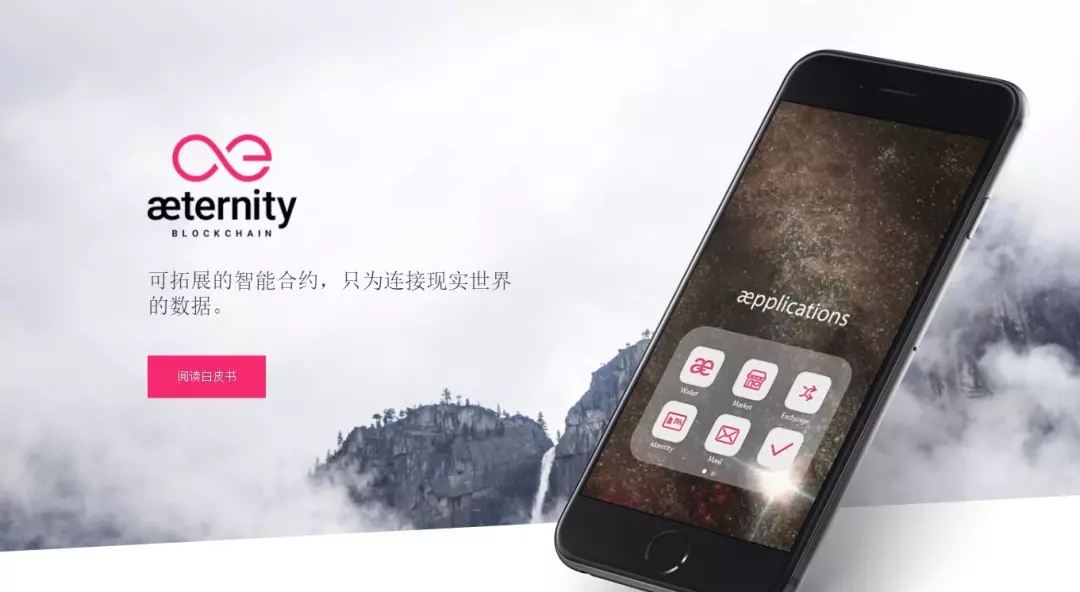 æternity
BLOCKCHAIN
可拓展的智能合约，只为连接现实世界
的数据。
阅读白皮书
æpplications
æ
Wallet
Market
Exchange
Identity
Mail